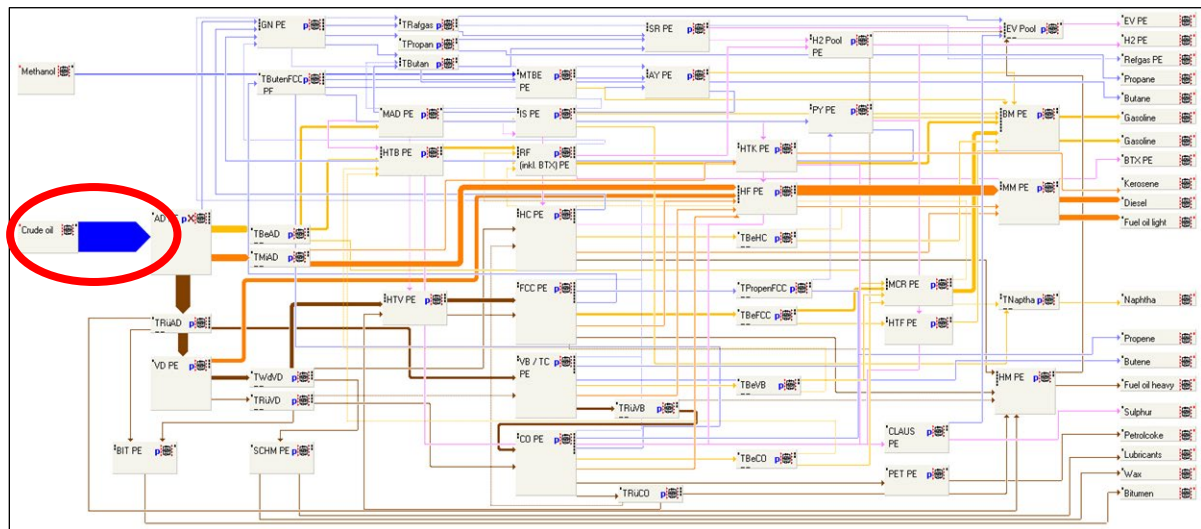 GN PE
TRafgas
TPropan
TButan
SR PE
H2 Pool
PE
EV Pool
EV PE
H2 PE
Refgas PE
Propane
Butane
Methanol
TButenFCC
PE
MTBE
PE
AY PE
Gasoline
MAD PE
IS PE
PY PE
BM PE
Gasoline
HTB PE
RF
(inkl. BTX) PE
HTK PE
BTX PE
HF PE
MM PE
Kerosene
Diesel
Fuel oil light
Crude oil
AD
TBeAD
TMiAD
HC PE
TBeHC
HTV PE
FCC PE
TPropenFCC
TBeFCC
MCR PE
HTF PE
TNaptha
Naphtha
TRüAD
VD PE
TWdVD
TRüVD
VB / TC
PE
TBeVB
TRüVB
HM PE
Propene
Butene
Fuel oil heavy
Sulphur
BIT PE
SCHM PE
CO PE
TBeCO
TRüCO
CLAUS
PE
PET PE
Petrolcoke
Lubricants
Wax
Bitumen